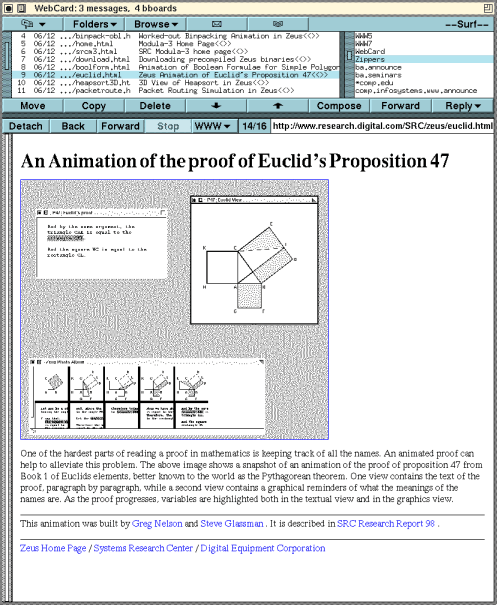 WebCard: 3 messages, 4 bboards
Folders Browse --Surf--
4 06/12 .../binpack-obl.h Worked-out Binpacking Animation in Zeus<<>>
5 06/12 .../home.html Modula-3 Home Page<<>>
6 06/12 .../srcm3.html SRC Modula-3 home page<<>>
7 06/12 .../download.html Downloading precompiled Zeus binaries<<>>
8 06/12 .../boolform.html Animation of Boolean Formulae for Simple Polygor
9 06/12 .../euclid.html Zeus Animation of Euclid's Proposition 47<<>>
10 06/12 .../heapsort3D.ht 3D View of Heapsort in Zeus<<>>
11 06/12 .../packetroute.h Packet Routing Simulation in Zeus<<>>
WWW5
WWW7
WebCard
Zippers
ba.announce
ba.seminars
*comp.edu
comp.infosystems.www.announce
Move Copy Delete Compose Forward Reply
Detach Back Forward Stop WWW 14/16 http://www.research.digital.com/SRC/zeus/euclid.html
An Animation of the proof of Euclid's Proposition 47
P47: Euclid's proof
And by the same argument, the
triangle CAE is equal to the
And the square HC is equal to the
rectangle GL.
P47: Euclid View
K C
H A B
G F
Zeus Photo Album
One of the hardest parts of reading a proof in mathematics is keeping track of all the names. An animated proof can
help to alleviate this problem. The above image shows a snapshot of an animation of the proof of proposition 47 from
Book 1 of Euclids elements, better known to the world as the Pythagorean theorem. One view contains the text of
the proof, paragraph by paragraph, while a second view contains a graphical reminders of what the meanings of the
names are. As the proof progresses, variables are highlighted both in the textual view and in the graphics view.
This animation was built by Greg Nelson and Steve Glassman . It is described in SRC Research Report 98 .
Zeus Home Page / Systems Research Center / Digital Equipment Corporation